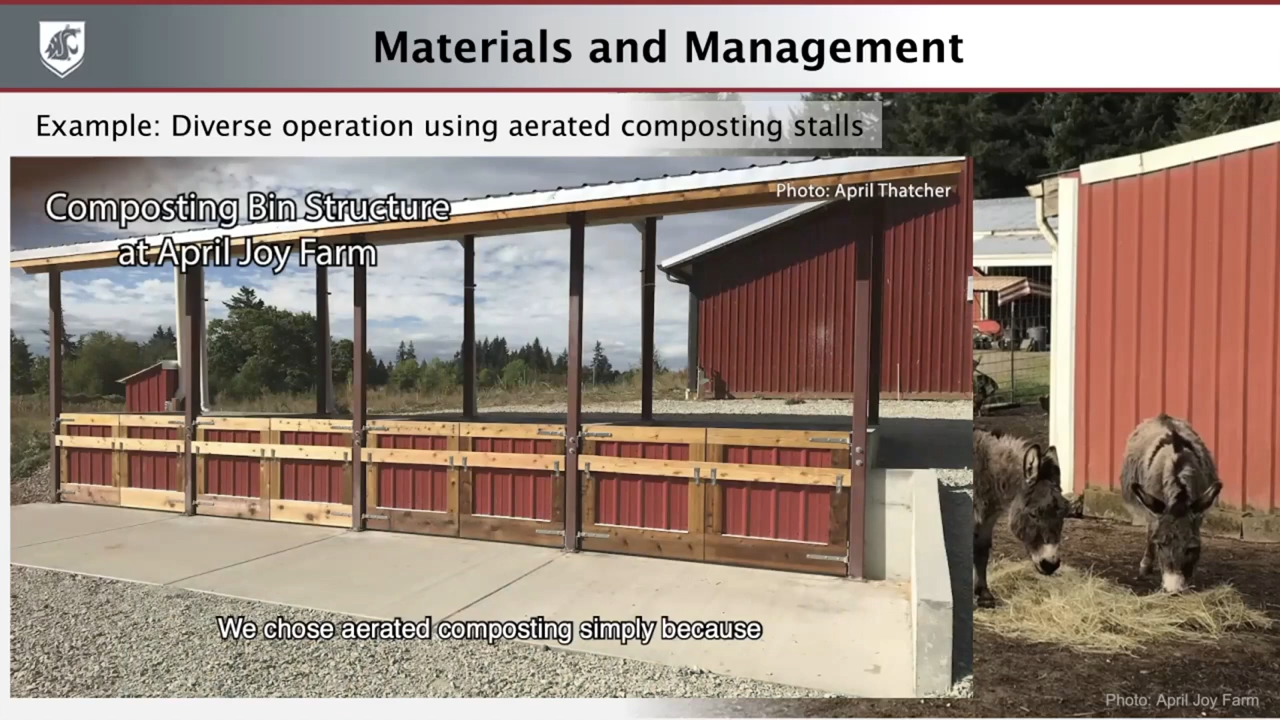 Materials and Management
Example: Diverse operation using aerated composting stalls
Photo: April Thatcher
Composting Bin Structure
at April Joy Farm
We chose aerated composting simply because
Photo: April Joy Farm